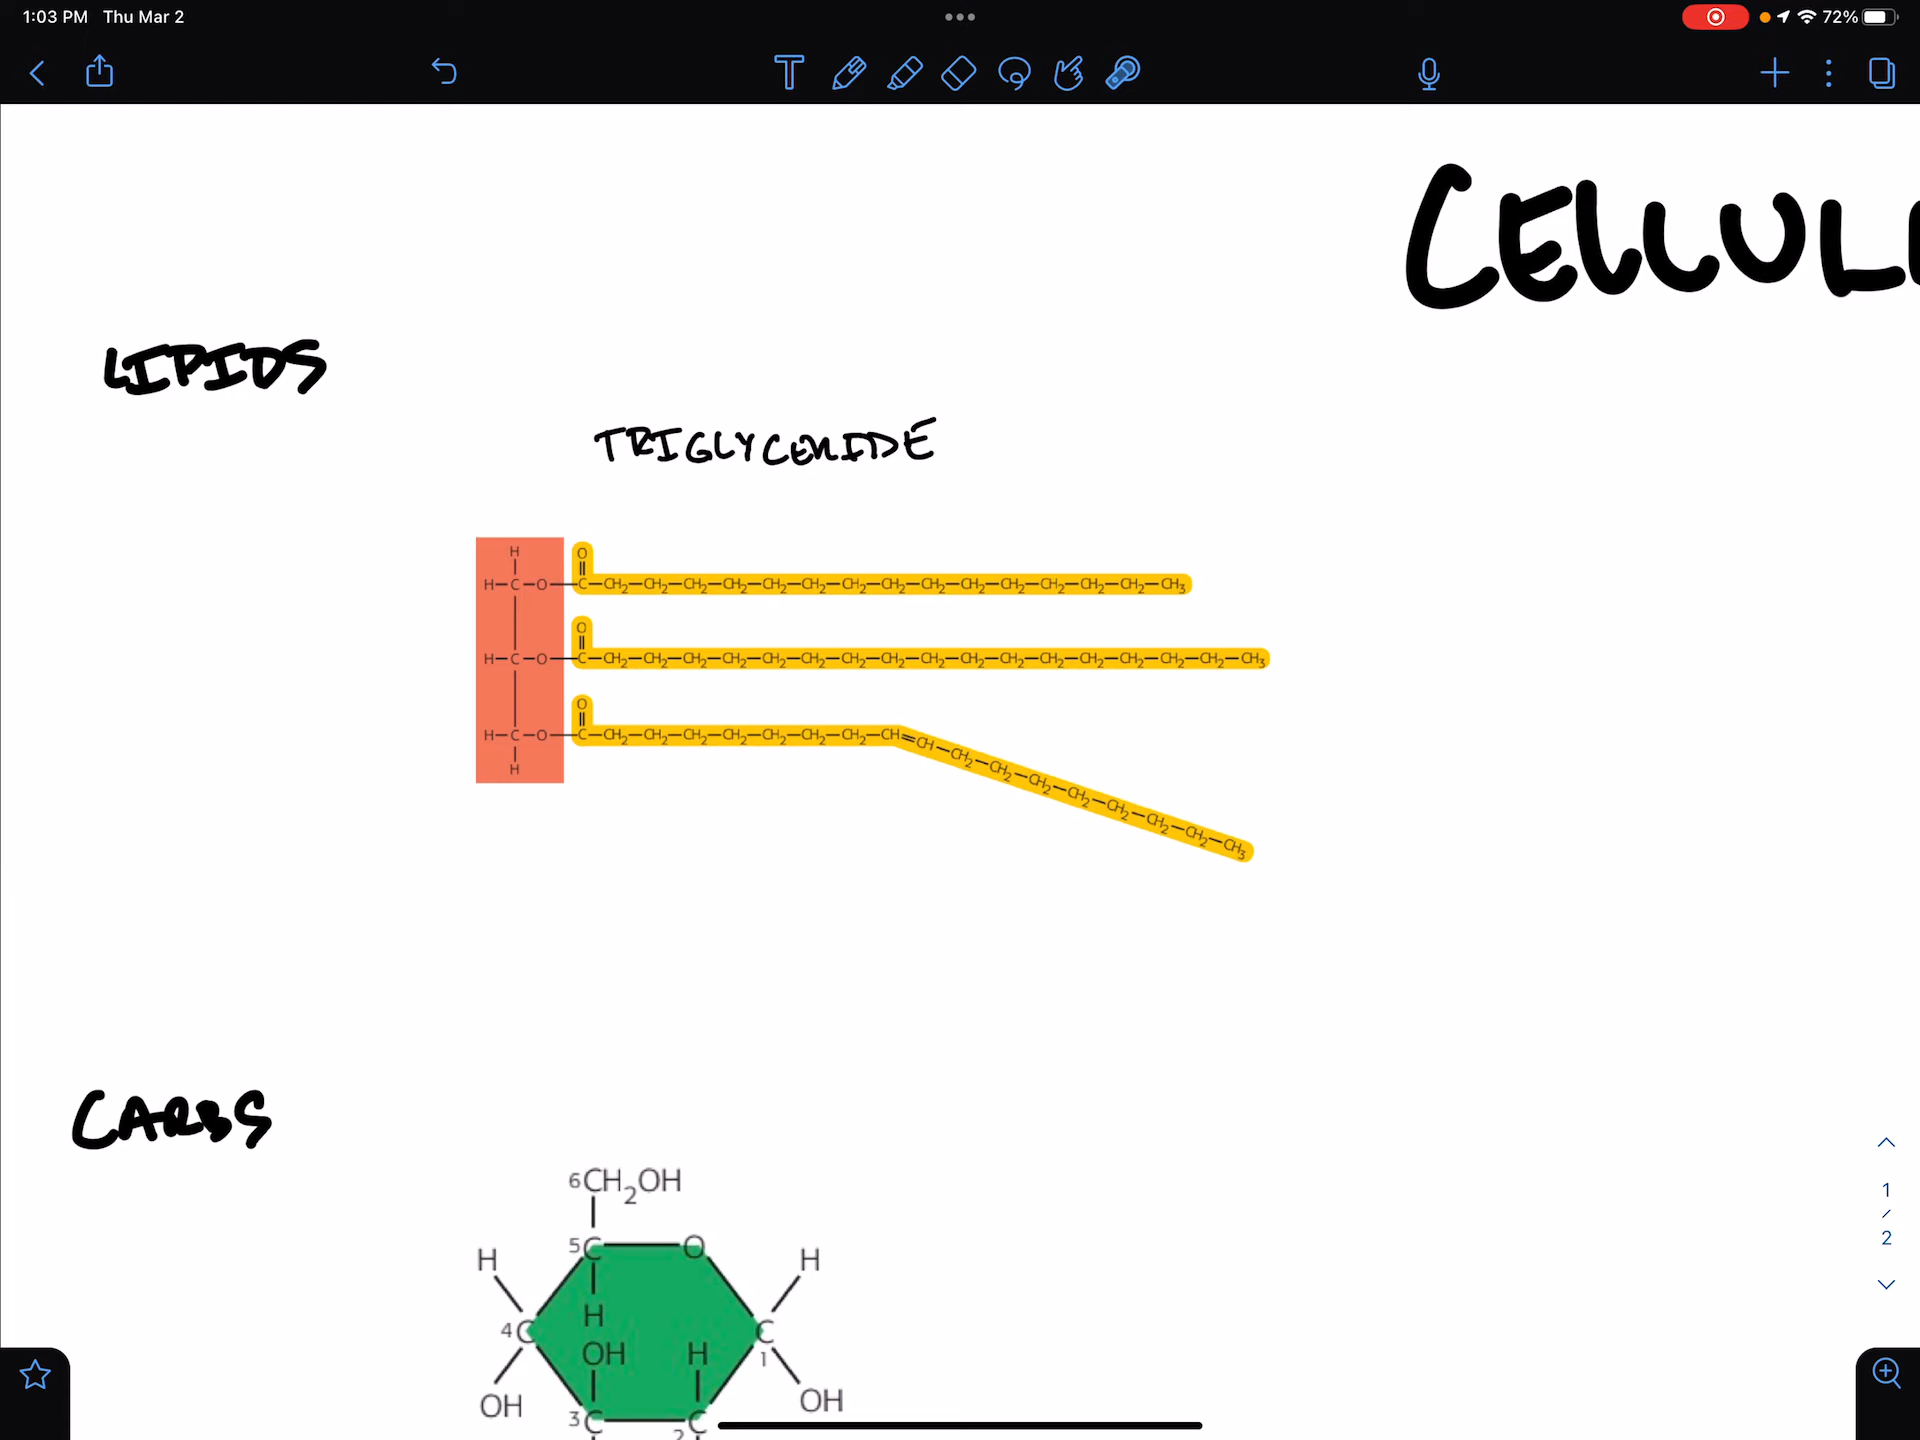 1:03 PM Thu Mar 2
72%
CELLUL
LIPIDS
TRIGLYCERIDE
H O
H–C–O–C–CH₂–CH₂–CH₂–CH₂–CH₂–CH₂–CH₂–CH₂–CH₂–CH₂–CH₂–CH₂–CH₂–CH₂–CH₃
O
H–C–O–C–CH₂–CH₂–CH₂–CH₂–CH₂–CH₂–CH₂–CH₂–CH₂–CH₂–CH₂–CH₂–CH₂–CH₂–CH₂–CH₂–CH₃
O
H–C–O–C–CH₂–CH₂–CH₂–CH₂–CH₂–CH₂–CH₂–CH=CH–CH₂–CH₂–CH₂–CH₂–CH₂–CH₂–CH₂–CH₃
H
CARBS
6CH₂OH
5C O
H H
H
4C C
OH H 1
OH OH
3C 2C
1
/
2